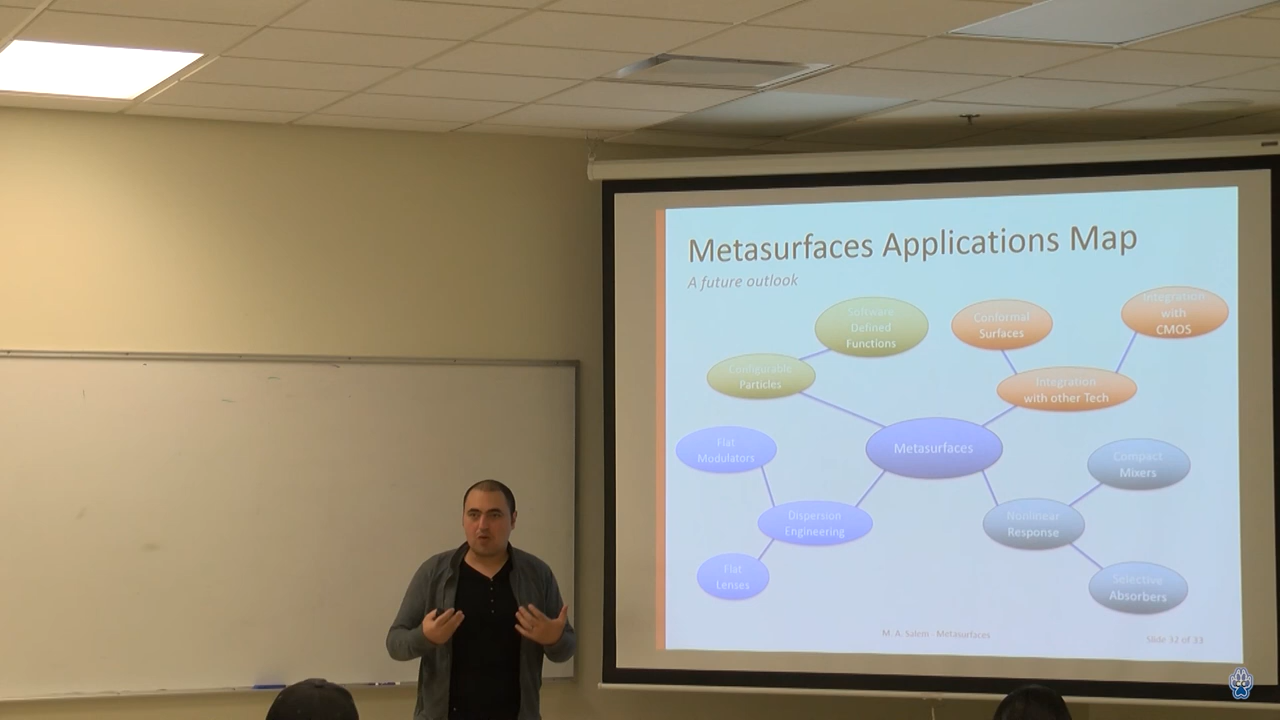 Metasurfaces Applications Map
A future outlook
Software
Defined
Functions
Conformal
Surfaces
Integration
with
CMOS
Configurable
Particles
Integration
with other Tech
Flat
Modulators
Metasurfaces
Compact
Mixers
Dispersion
Engineering
Nonlinear
Response
Flat
Lenses
Selective
Absorbers
M. A. Salem - Metasurfaces
Slide 32 of 33